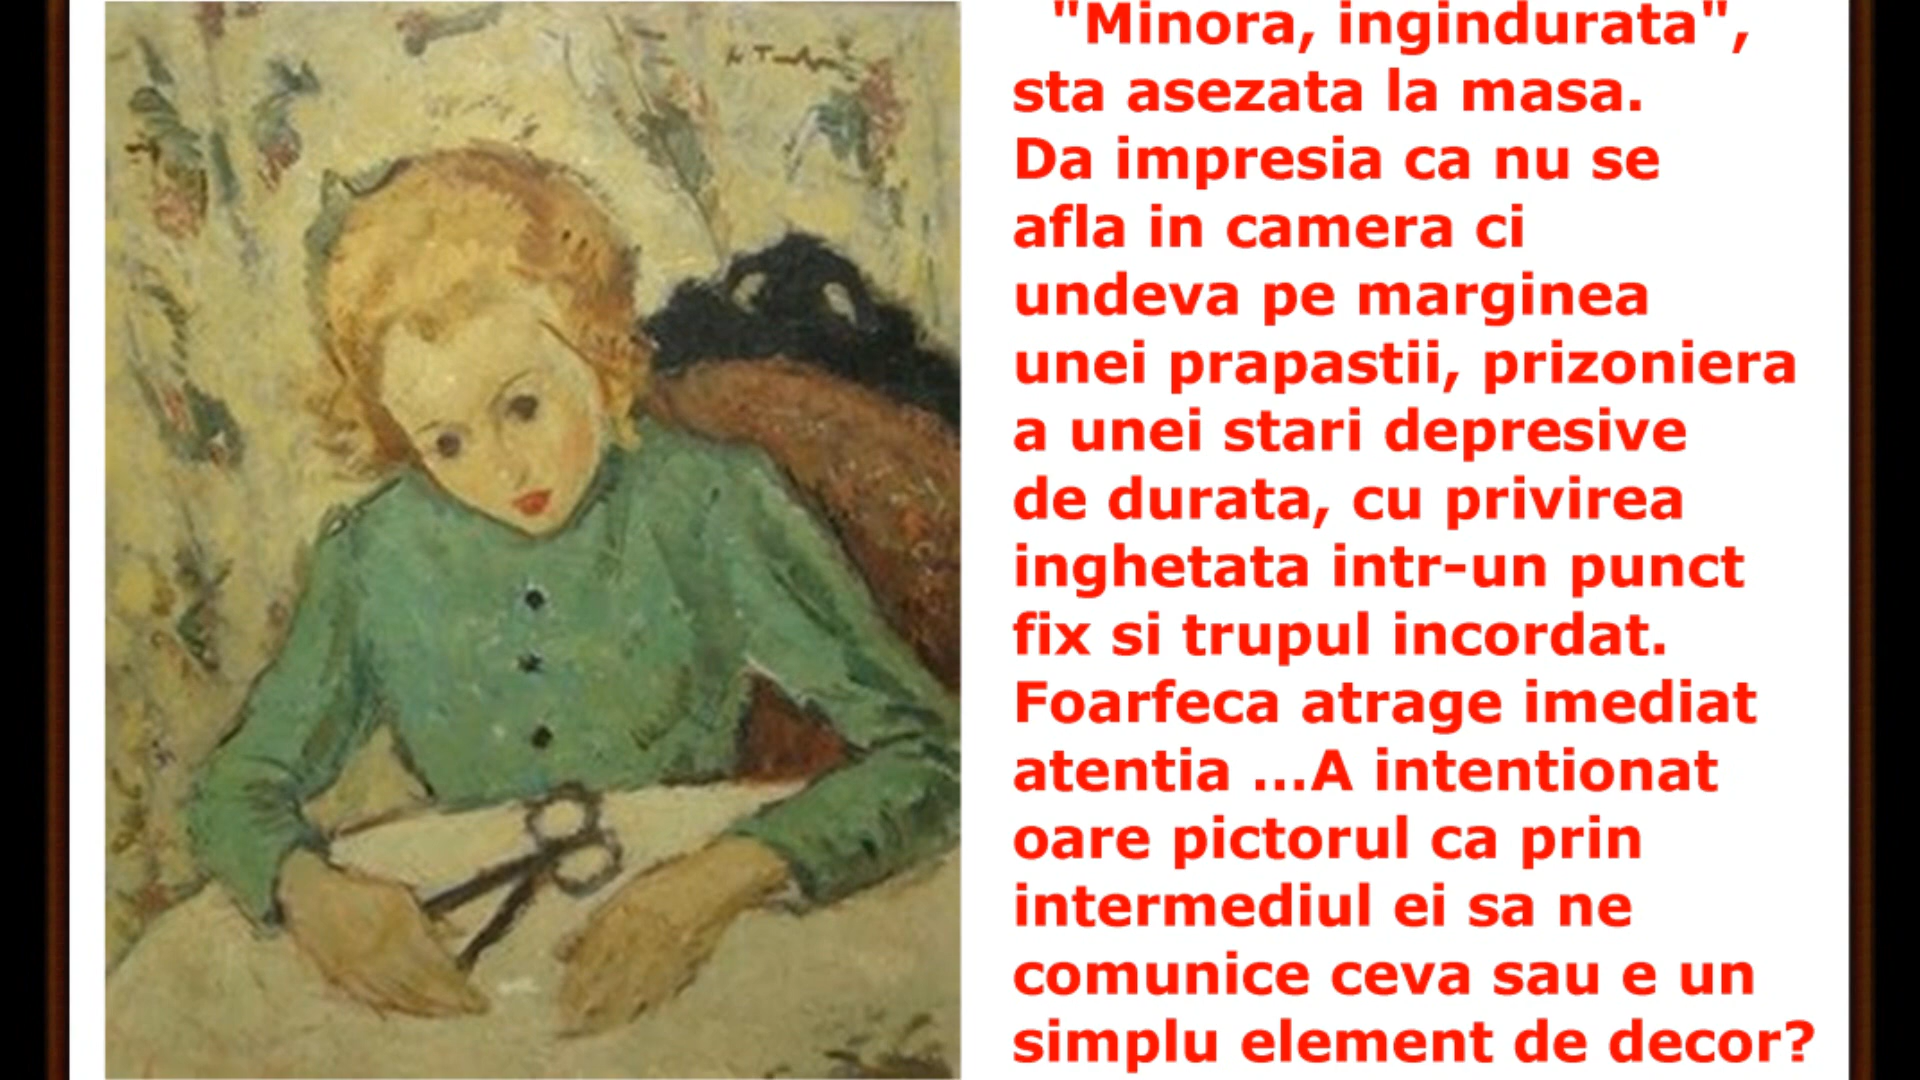 "Minora, ingindurata",
sta asezata la masa.
Da impresia ca nu se
afla in camera ci
undeva pe marginea
unei prapastii, prizoniera
a unei stari depresive
de durata, cu privirea
inghetata intr-un punct
fix si trupul incordat.
Foarfeca atrage imediat
atentia ...A intentionat
oare pictorul ca prin
intermediul ei sa ne
comunice ceva sau e un
simplu element de decor?